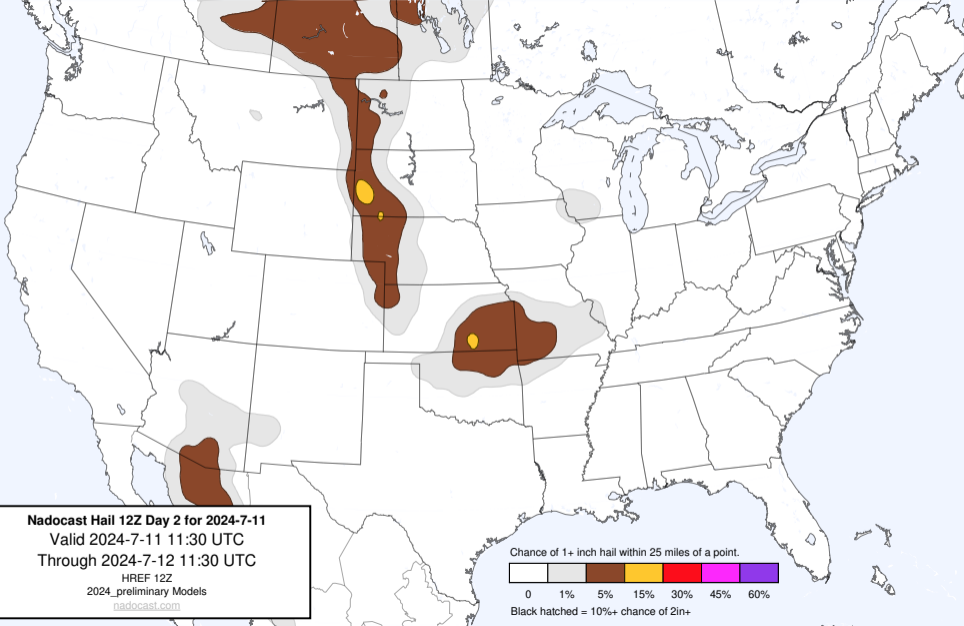 Nadocast Hail 12Z Day 2 for 2024-7-11
Valid 2024-7-11 11:30 UTC
Through 2024-7-12 11:30 UTC
HREF 12Z
2024_preliminary Models
nadocast.com
Chance of 1+ inch hail within 25 miles of a point.
0 1% 5% 15% 30% 45% 60%
Black hatched = 10%+ chance of 2in+